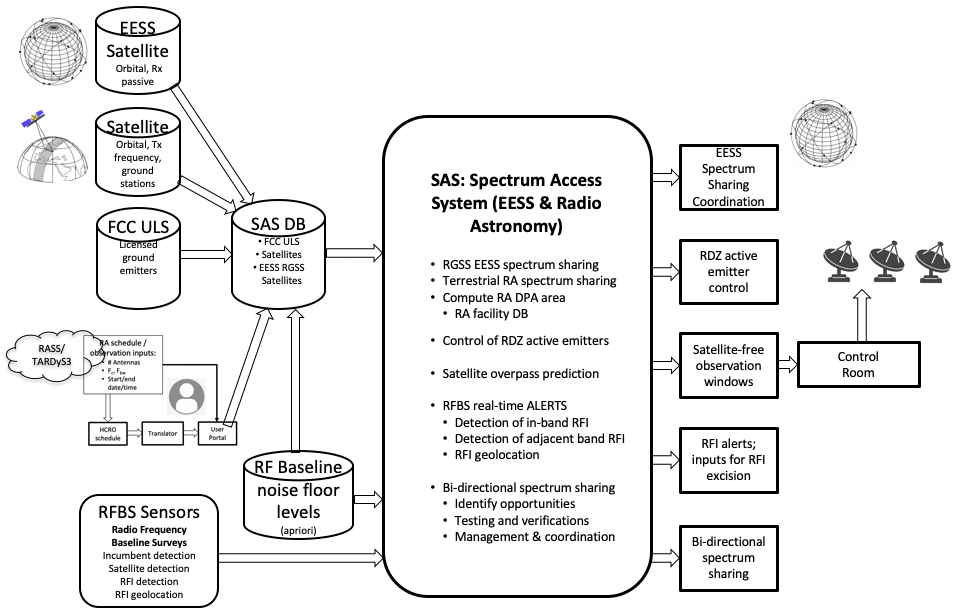 EESS
Satellite
Orbital, Rx
passive
Satellite
Orbital, Tx
frequency,
ground
stations
FCC ULS
Licensed
ground
emitters
SAS DB
• FCC ULS
• Satellites
• EESS RGSS
Satellites
RASS/
TARDyS3
RA schedule /
observation inputs:
• # Antennas
• Fc, Fbw
• Start/end
date/time
HCRO
schedule
Translator
User
Portal
RF Baseline
noise floor
levels
(apriori)
RFBS Sensors
Radio Frequency
Baseline Surveys
Incumbent detection
Satellite detection
RFI detection
RFI geolocation
SAS: Spectrum Access
System (EESS & Radio
Astronomy)
• RGSS EESS spectrum sharing
• Terrestrial RA spectrum sharing
• Compute RA DPA area
• RA facility DB
• Control of RDZ active emitters
• Satellite overpass prediction
• RFBS real-time ALERTS
• Detection of in-band RFI
• Detection of adjacent band RFI
• RFI geolocation
• Bi-directional spectrum sharing
• Identify opportunities
• Testing and verifications
• Management & coordination
EESS
Spectrum
Sharing
Coordination
RDZ active
emitter
control
Satellite-free
observation
windows
Control
Room
RFI alerts;
inputs for RFI
excision
Bi-directional
spectrum
sharing